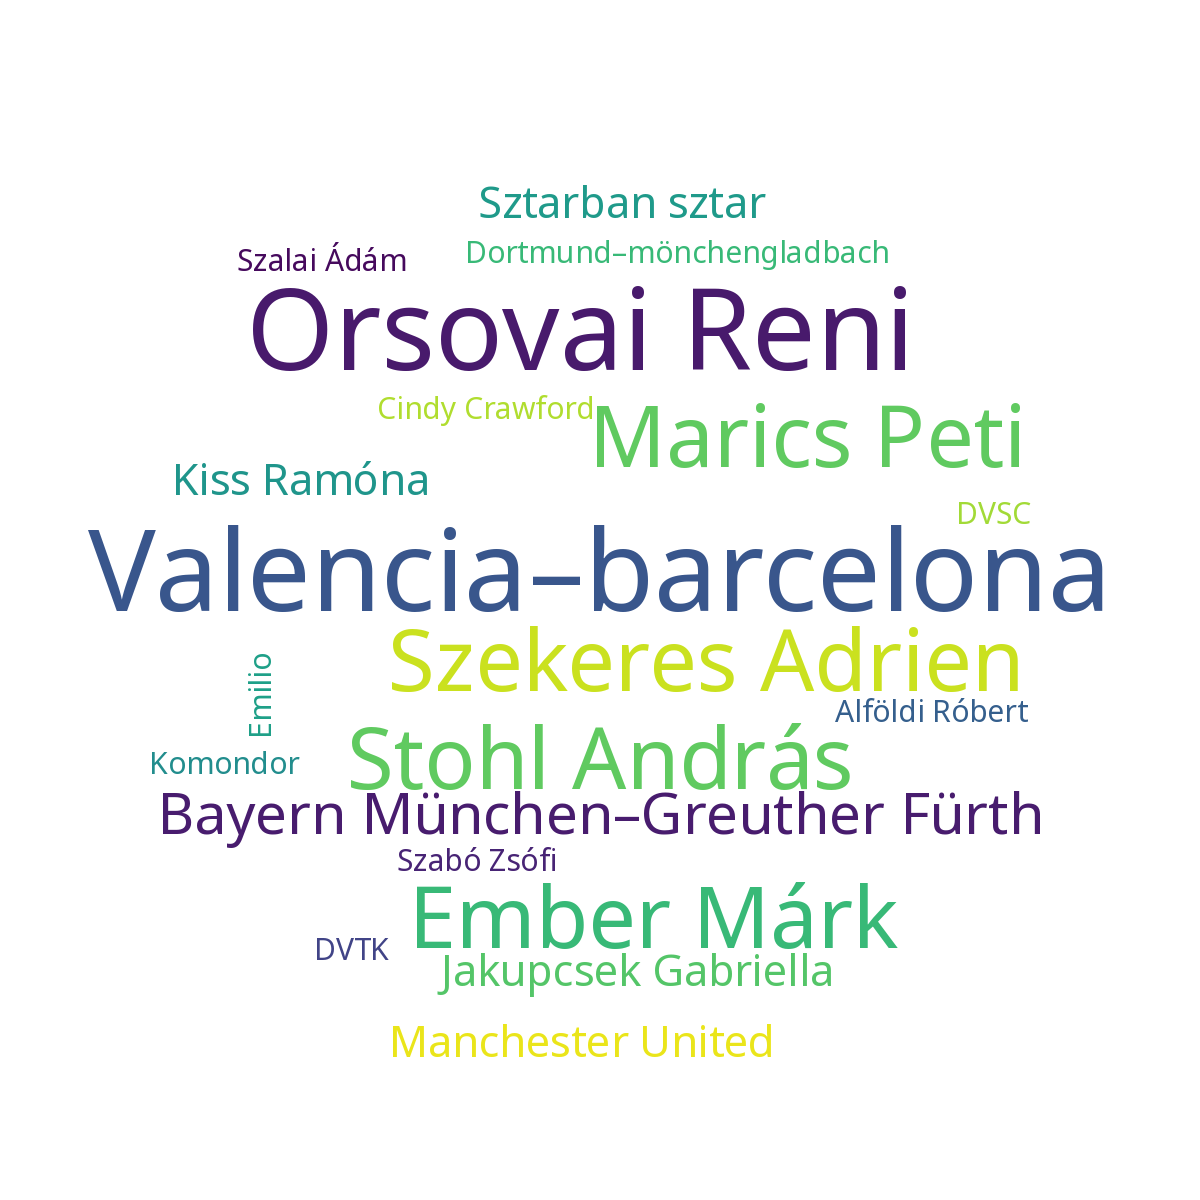 Sztarban sztar
Dortmund–mönchengladbach
Szalai Ádám
Orsovai Reni
Cindy Crawford
Marics Peti
Kiss Ramóna
DVSC
Valencia–barcelona
Szekeres Adrien
Emilio
Alföldi Róbert
Stohl András
Komondor
Bayern München–Greuther Fürth
Szabó Zsófi
Ember Márk
DVTK
Jakupcsek Gabriella
Manchester United